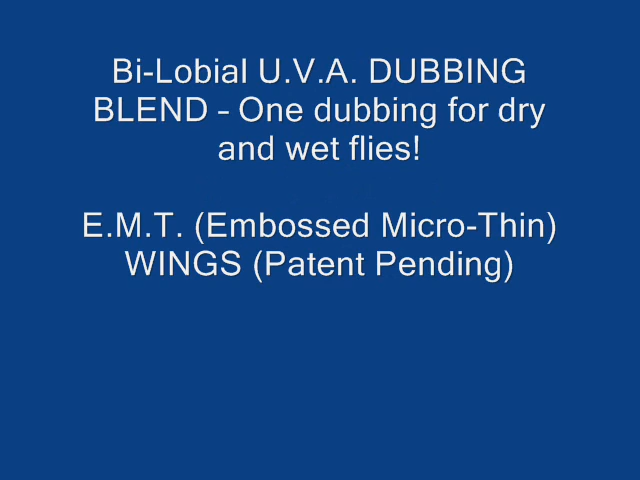 Bi-Lobial U.V.A. DUBBING
BLEND – One dubbing for dry
and wet flies!
E.M.T. (Embossed Micro-Thin)
WINGS (Patent Pending)